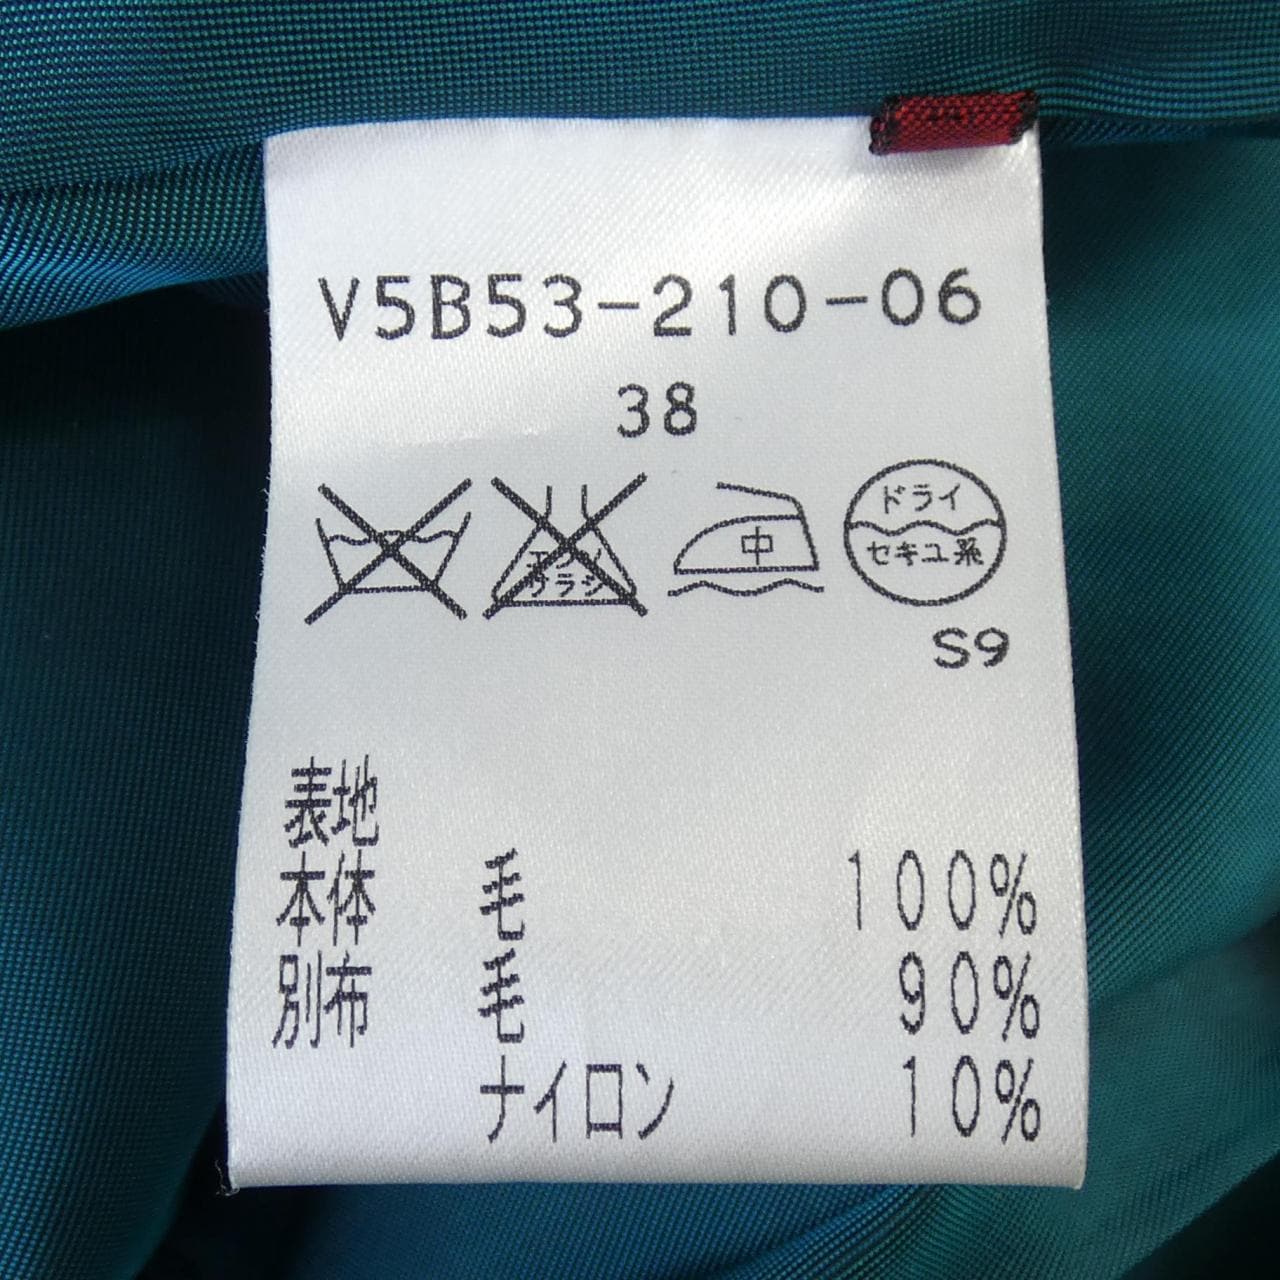 V5B53-210-06
38
エンソ
サラシ
中
ドライ
セキユ系
S9
表地
本体 毛 100%
別布 毛 90%
ナイロン 10%